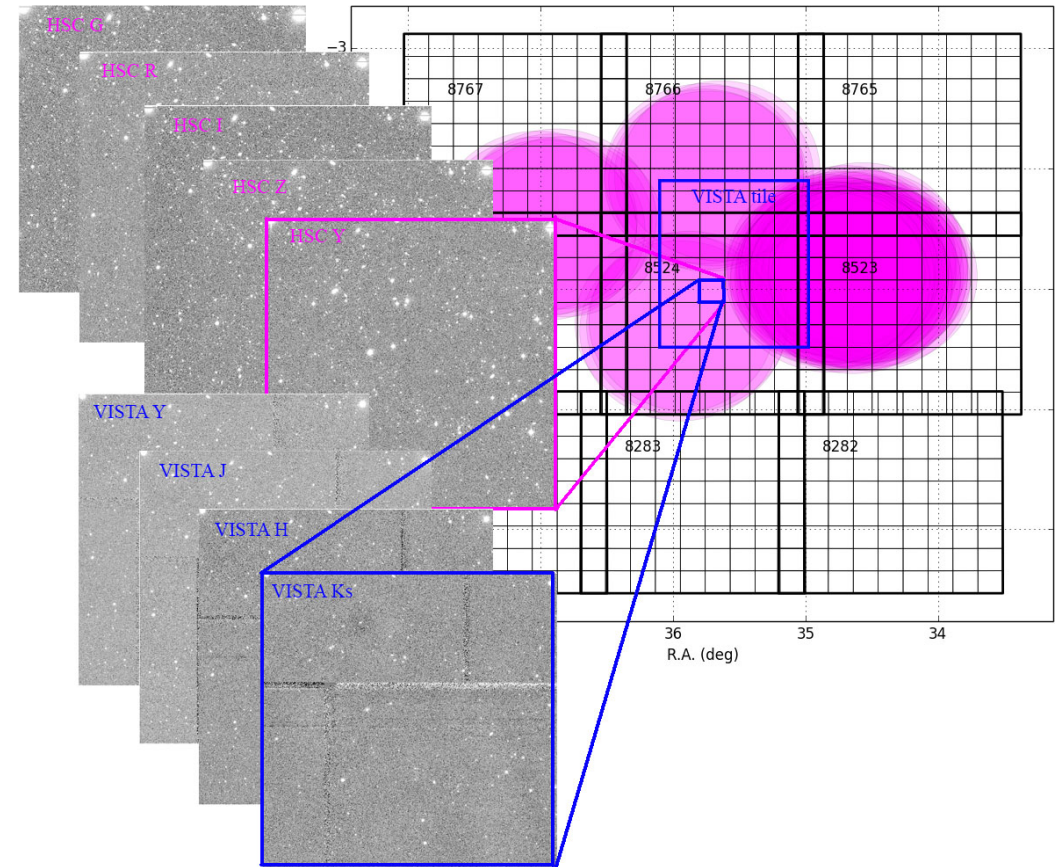 HSC G
HSC R
HSC I
HSC Z
HSC Y
VISTA Y
VISTA J
VISTA H
VISTA Ks
−3
8767
8766
8765
VISTA tile
8524
8523
8283
8282
36
35
34
R.A. (deg)